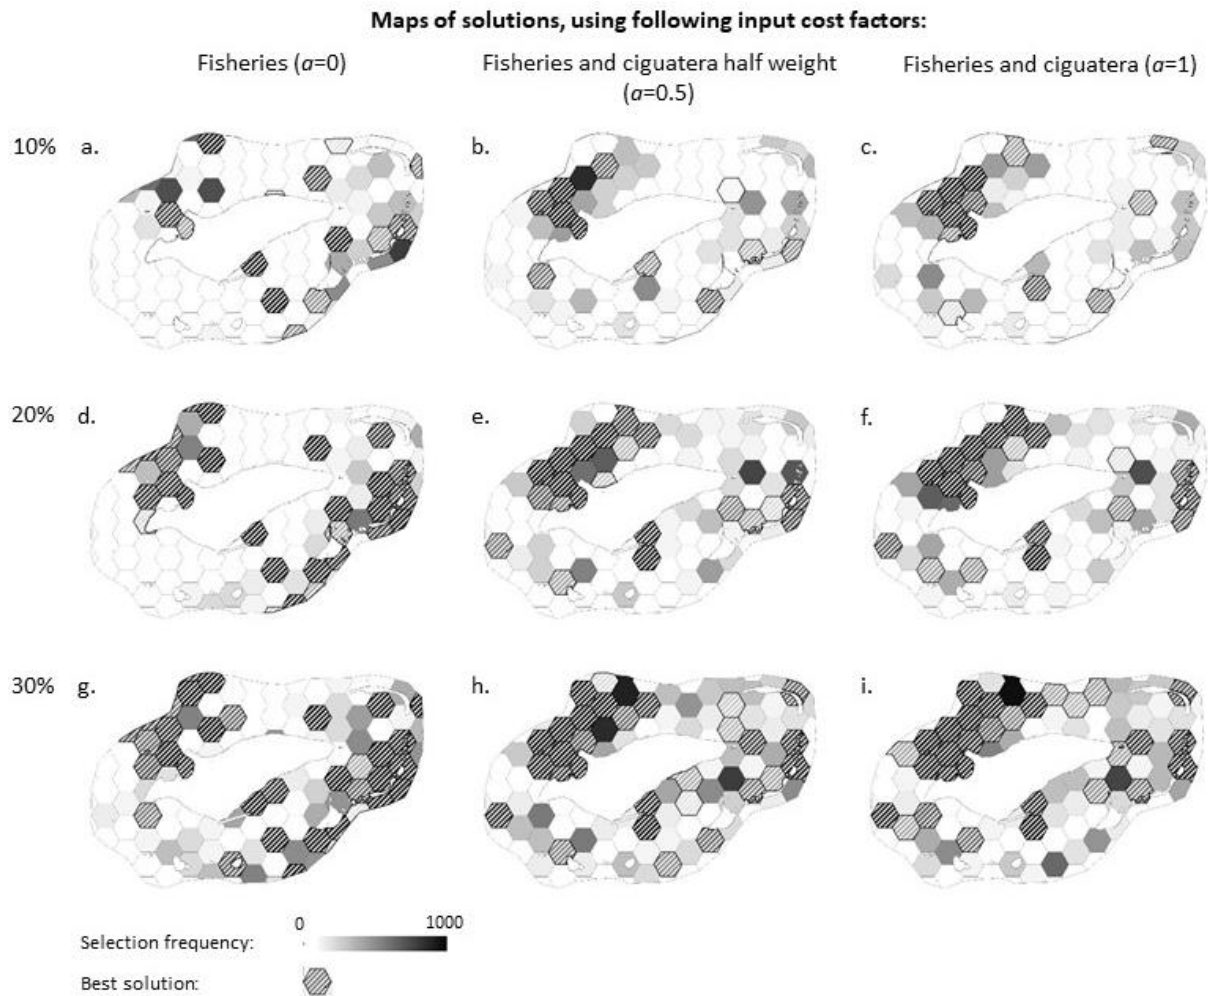 Maps of solutions, using following input cost factors:
Fisheries (a=0)
Fisheries and ciguatera half weight
(a=0.5)
Fisheries and ciguatera (a=1)
10% a. b. c.
20% d. e. f.
30% g. h. i.
0 1000
Selection frequency:
Best solution: